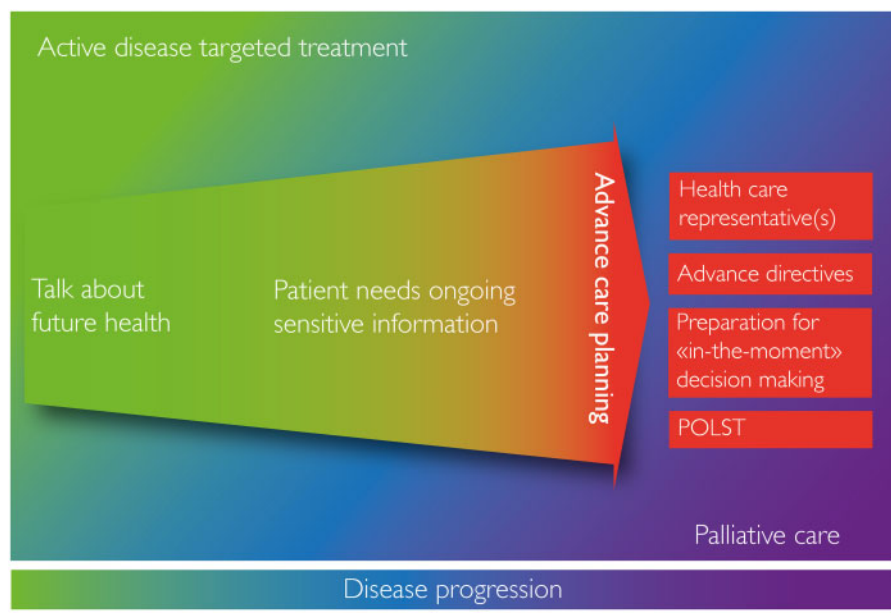 Active disease targeted treatment
Talk about
future health
Patient needs ongoing
sensitive information
Advance care planning
Health care
representative(s)
Advance directives
Preparation for
«in-the-moment»
decision making
POLST
Palliative care
Disease progression